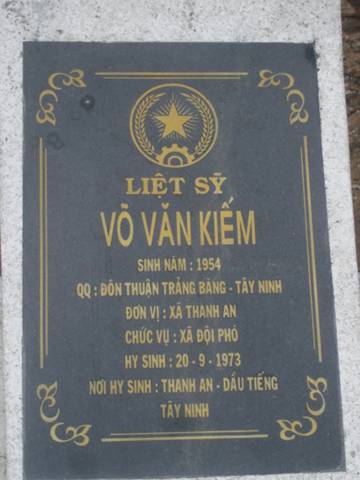 LIỆT SỸ
VÕ VĂN KIẾM
SINH NĂM : 1954
QQ : ĐÔN THUẬN TRẢNG BÀNG - TÂY NINH
ĐƠN VỊ : XÃ THANH AN
CHỨC VỤ : XÃ ĐỘI PHÓ
HY SINH : 20 - 9 - 1973
NƠI HY SINH : THANH AN - DẦU TIẾNG
TÂY NINH